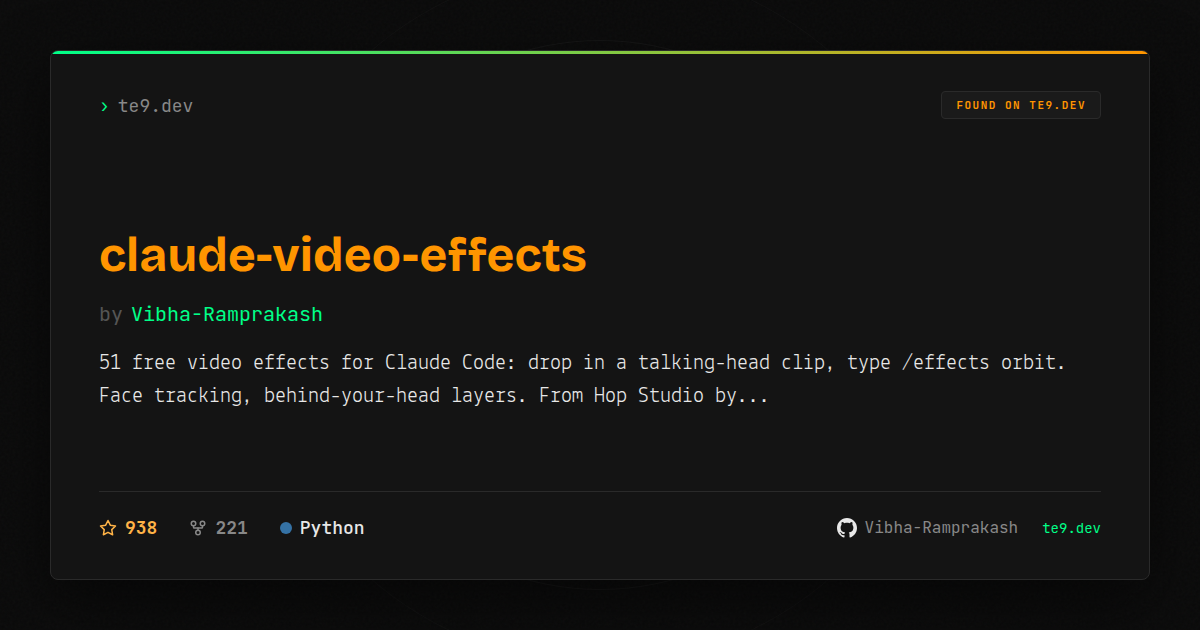 › te9.dev
FOUND ON TE9.DEV
claude-video-effects
by Vibha-Ramprakash
51 free video effects for Claude Code: drop in a talking-head clip, type /effects orbit.
Face tracking, behind-your-head layers. From Hop Studio by...
938 221 Python
Vibha-Ramprakash te9.dev